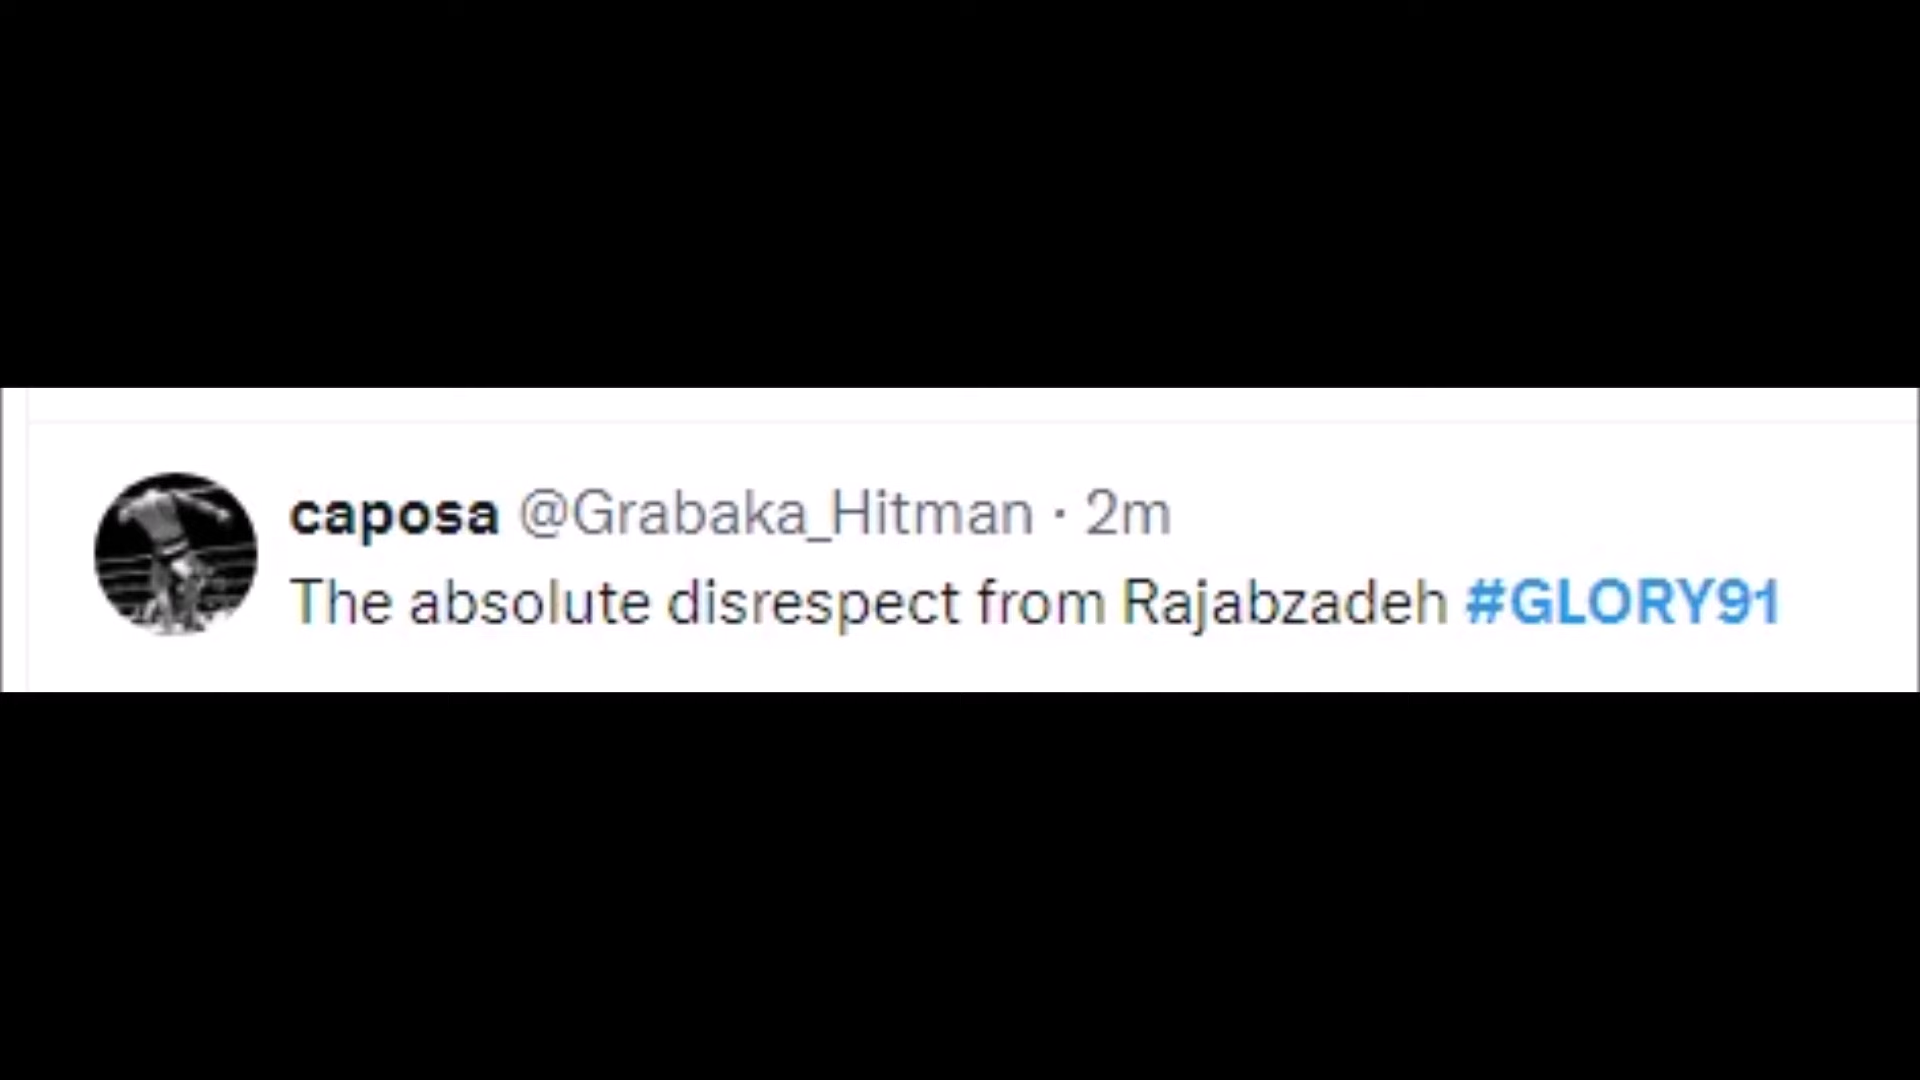 caposa @Grabaka_Hitman · 2m
The absolute disrespect from Rajabzadeh #GLORY91